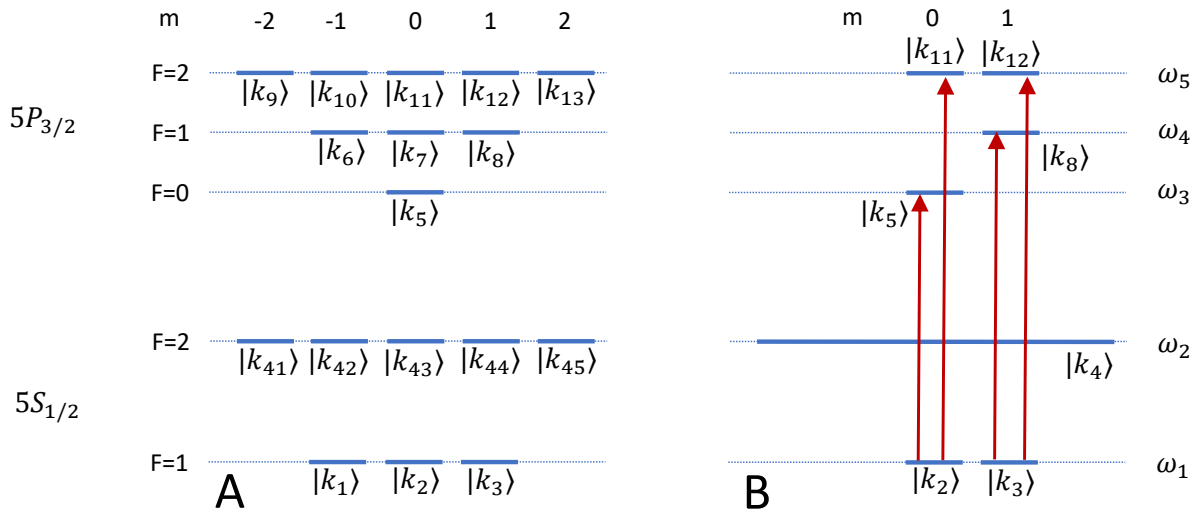 m -2 -1 0 1 2
F=2
|k₉⟩ |k₁₀⟩ |k₁₁⟩ |k₁₂⟩ |k₁₃⟩
5P₃/₂
F=1
|k₆⟩ |k₇⟩ |k₈⟩
F=0
|k₅⟩
F=2
|k₄₁⟩ |k₄₂⟩ |k₄₃⟩ |k₄₄⟩ |k₄₅⟩
5S₁/₂
F=1
|k₁⟩ |k₂⟩ |k₃⟩
A
m 0 1
|k₁₁⟩ |k₁₂⟩
ω₅
ω₄
|k₈⟩
ω₃
|k₅⟩
ω₂
|k₄⟩
ω₁
|k₂⟩ |k₃⟩
B